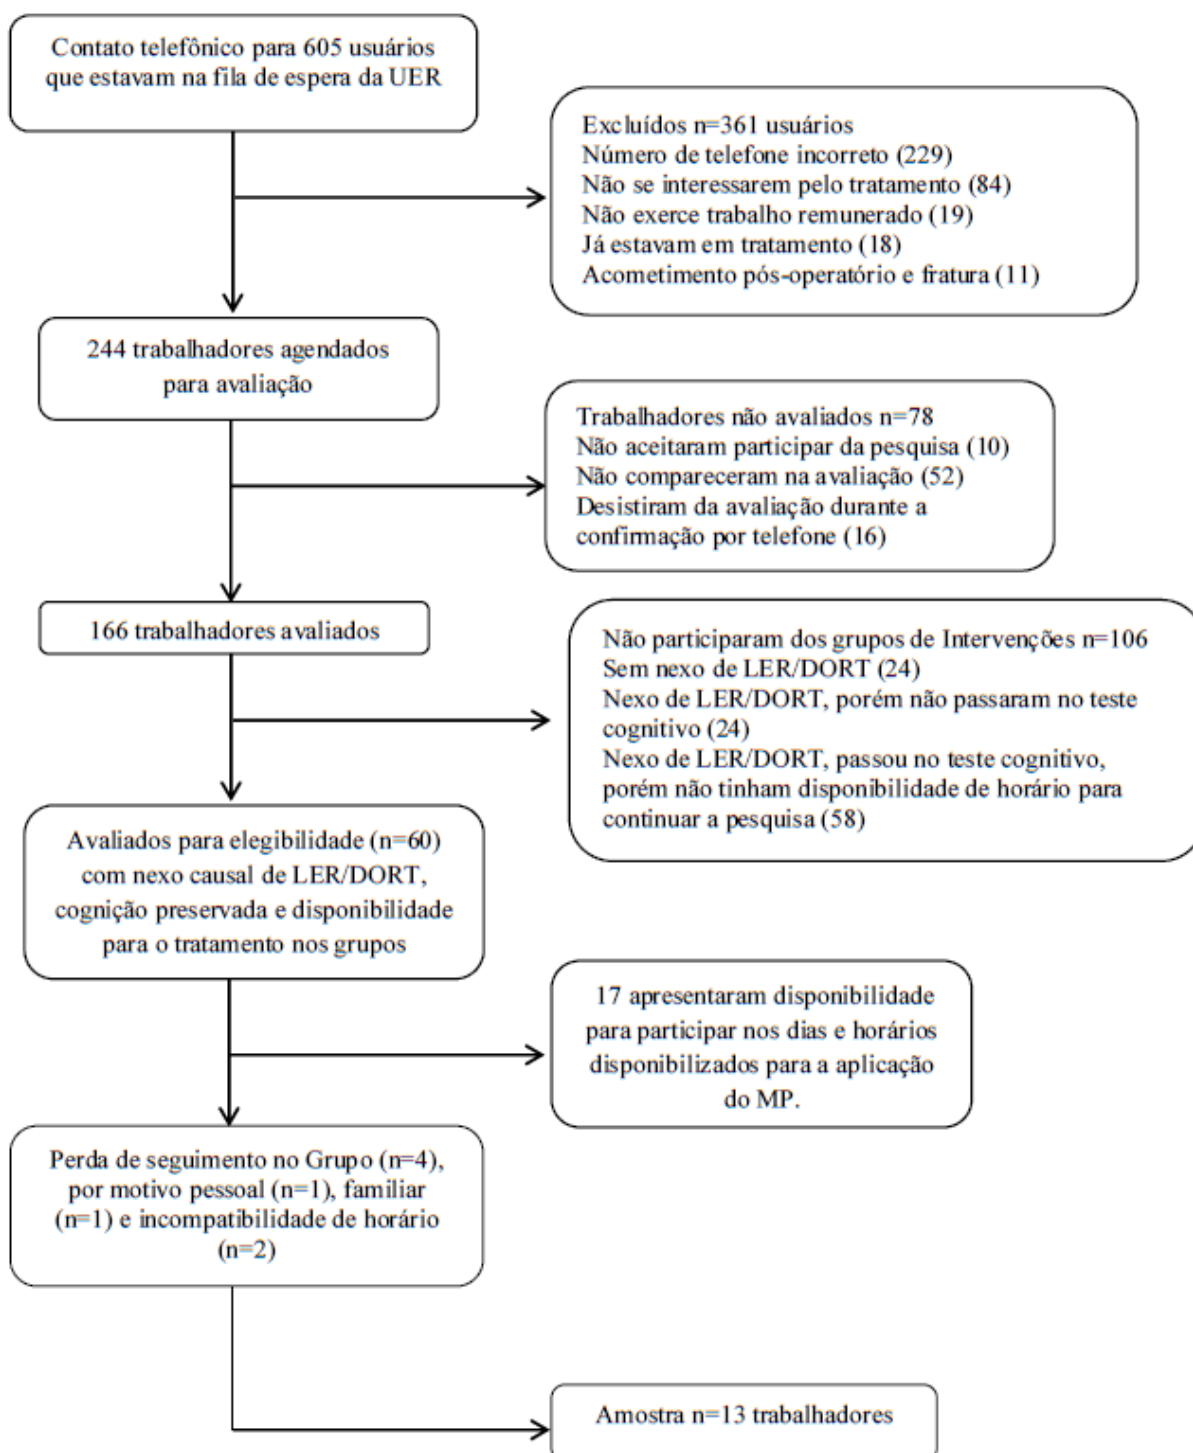 Contato telefônico para 605 usuários
que estavam na fila de espera da UER
Excluídos n=361 usuários
Número de telefone incorreto (229)
Não se interessarem pelo tratamento (84)
Não exerce trabalho remunerado (19)
Já estavam em tratamento (18)
Acometimento pós-operatório e fratura (11)
244 trabalhadores agendados
para avaliação
Trabalhadores não avaliados n=78
Não aceitaram participar da pesquisa (10)
Não compareceram na avaliação (52)
Desistiram da avaliação durante a
confirmação por telefone (16)
166 trabalhadores avaliados
Não participaram dos grupos de Intervenções n=106
Sem nexo de LER/DORT (24)
Nexo de LER/DORT, porém não passaram no teste
cognitivo (24)
Nexo de LER/DORT, passou no teste cognitivo,
porém não tinham disponibilidade de horário para
continuar a pesquisa (58)
Avaliados para elegibilidade (n=60)
com nexo causal de LER/DORT,
cognição preservada e disponibilidade
para o tratamento nos grupos
17 apresentaram disponibilidade
para participar nos dias e horários
disponibilizados para a aplicação
do MP.
Perda de seguimento no Grupo (n=4),
por motivo pessoal (n=1), familiar
(n=1) e incompatibilidade de horário
(n=2)
Amostra n=13 trabalhadores